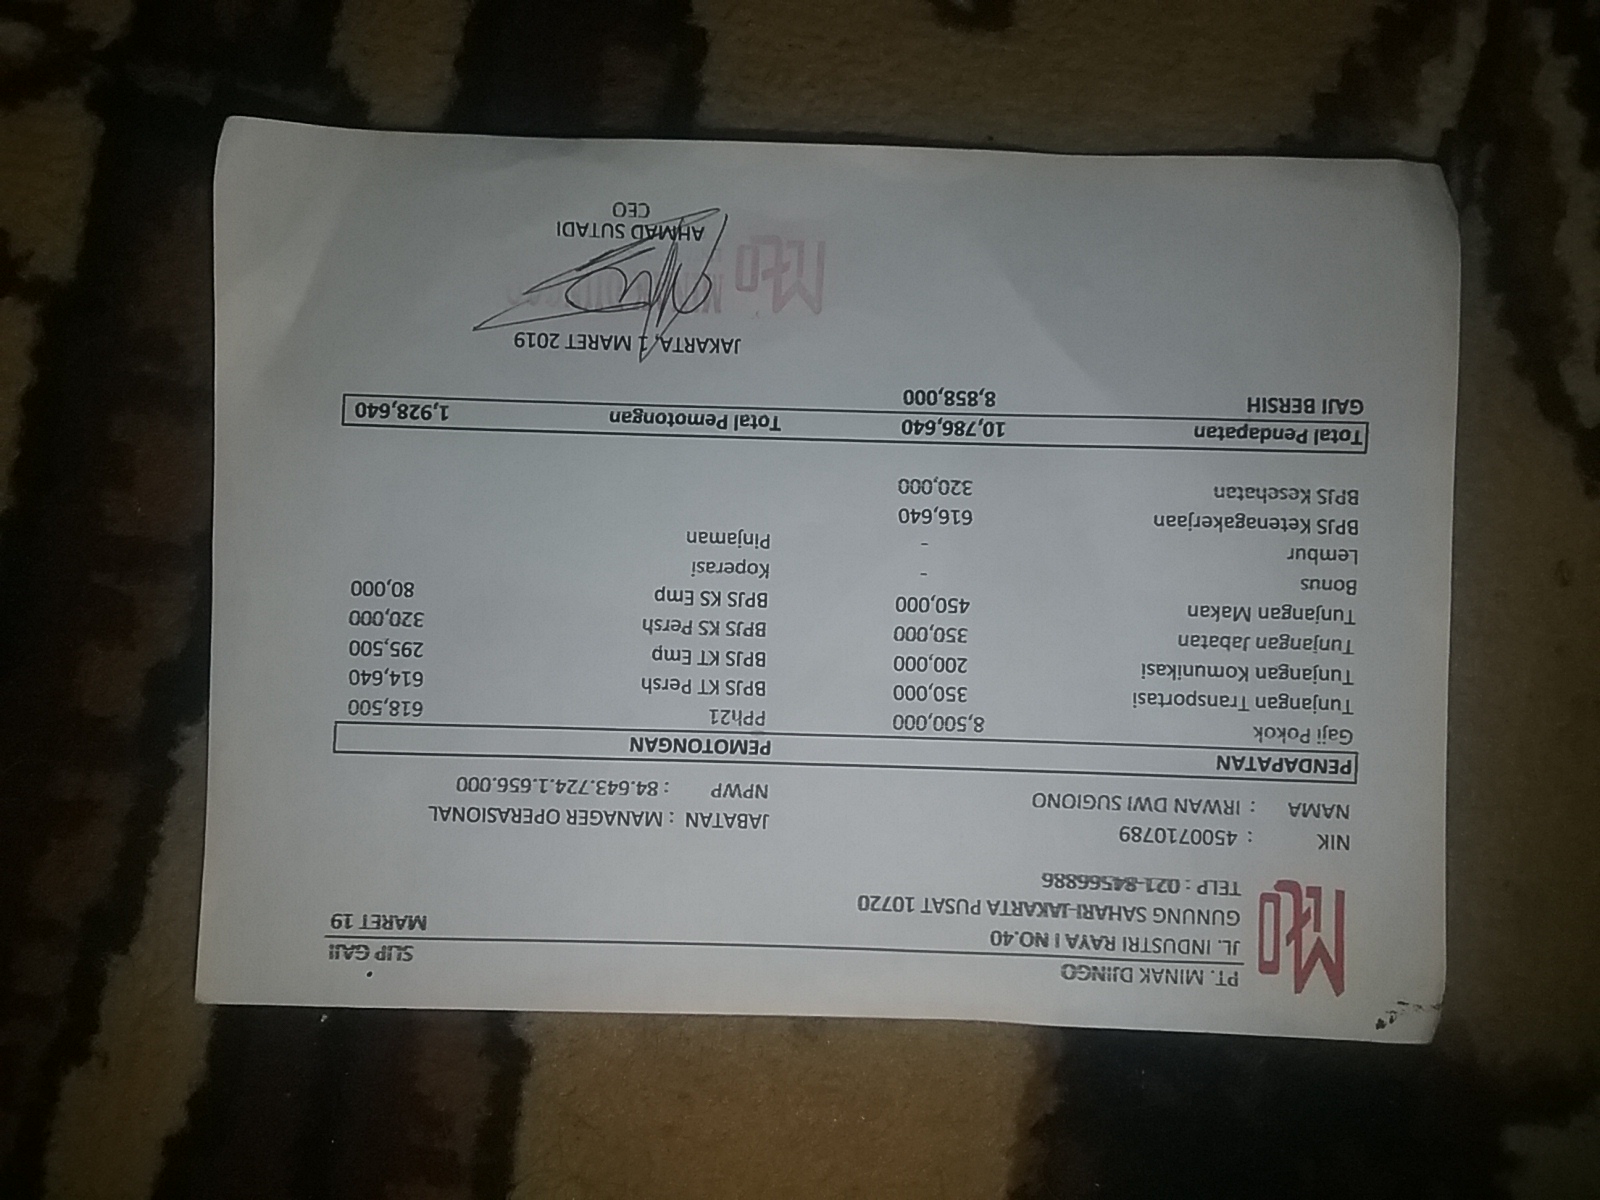 PT. MINAK DJINGO
SLIP GAJI
JL. INDUSTRI RAYA I NO.40
MARET 19
GUNUNG SAHARI-JAKARTA PUSAT 10720
TELP : 021-84566886
NIK : 4500710789
JABATAN : MANAGER OPERASIONAL
NAMA : IRWAN DWI SUGIONO
NPWP : 84.643.724.1.656.000
PENDAPATAN PEMOTONGAN
Gaji Pokok 8,500,000 PPh21 618,500
Tunjangan Transportasi 350,000 BPJS KT Persh 614,640
Tunjangan Komunikasi 200,000 BPJS KT Emp 295,500
Tunjangan Jabatan 350,000 BPJS KS Persh 320,000
Tunjangan Makan 450,000 BPJS KS Emp 80,000
Bonus - Koperasi
Lembur - Pinjaman
BPJS Ketenagakerjaan 616,640
BPJS Kesehatan 320,000
Total Pendapatan 10,786,640 Total Pemotongan 1,928,640
GAJI BERSIH 8,858,000
JAKARTA, 1 MARET 2019
AHMAD SUTADI
CEO